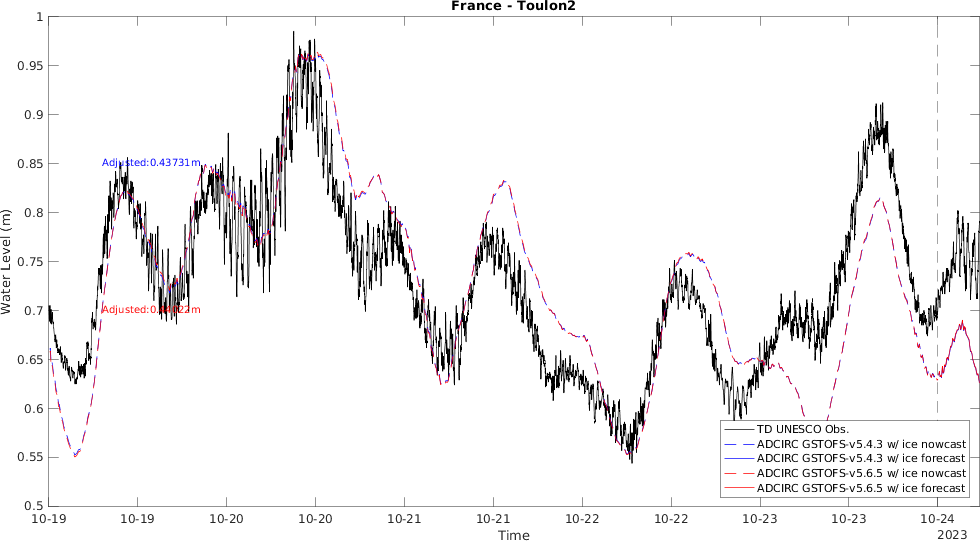 France - Toulon2
Water Level (m)
1
0.95
0.9
0.85
0.8
0.75
0.7
0.65
0.6
0.55
0.5
Adjusted:0.43731m
10-19
10-19
10-20
10-20
10-21
10-21
10-22
10-22
10-23
10-23
10-24
2023
Time
TD UNESCO Obs.
ADCIRC GSTOFS-v5.4.3 w/ ice nowcast
ADCIRC GSTOFS-v5.4.3 w/ ice forecast
ADCIRC GSTOFS-v5.6.5 w/ ice nowcast
ADCIRC GSTOFS-v5.6.5 w/ ice forecast